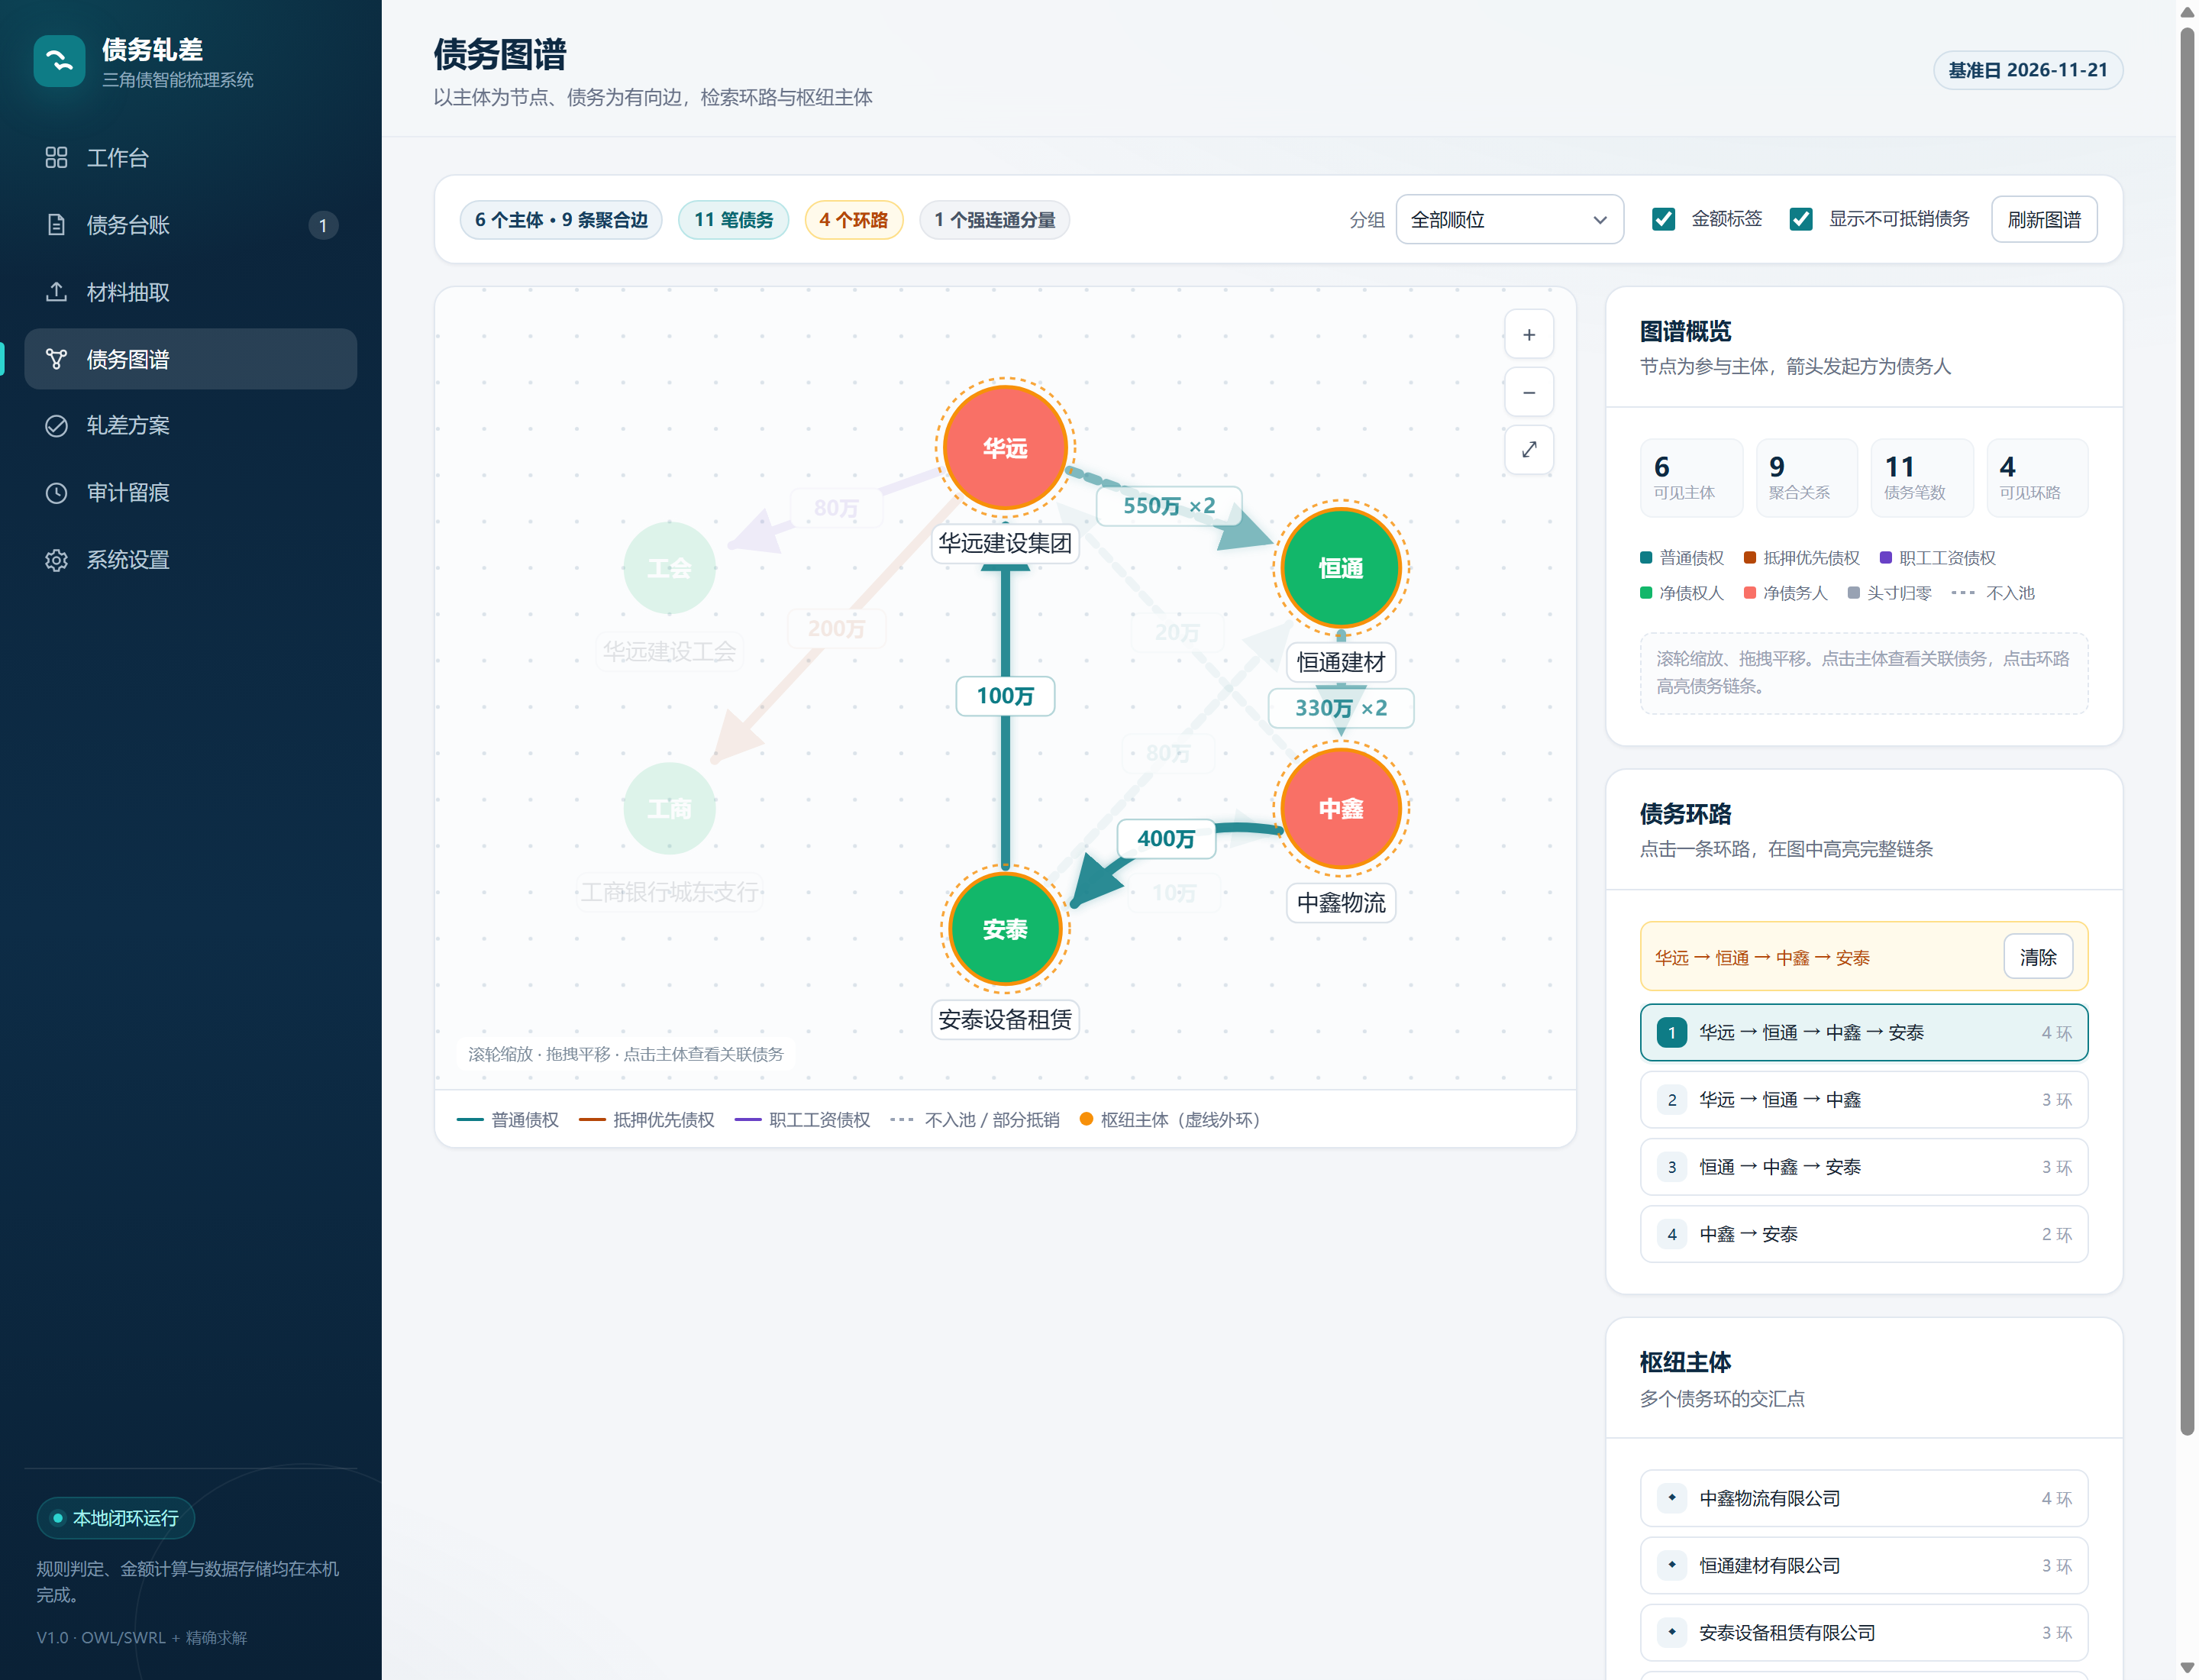 债务轧差
三角债智能梳理系统
工作台
债务台账 1
材料抽取
债务图谱
轧差方案
审计留痕
系统设置
本地闭环运行
规则判定、金额计算与数据存储均在本机
完成。
V1.0 · OWL/SWRL + 精确求解
债务图谱
以主体为节点、债务为有向边，检索环路与枢纽主体
基准日 2026-11-21
6 个主体 · 9 条聚合边 11 笔债务 4 个环路 1 个强连通分量
分组 全部顺位 金额标签 显示不可抵销债务 刷新图谱
+
−
华远
华远建设集团
80万
550万 ×2
工会
华远建设工会
恒通
恒通建材
200万
20万
100万
330万 ×2
80万
工商
工商银行城东支行
中鑫
中鑫物流
400万
10万
安泰
安泰设备租赁
滚轮缩放 · 拖拽平移 · 点击主体查看关联债务
普通债权 抵押优先债权 职工工资债权 不入池 / 部分抵销 枢纽主体（虚线外环）
图谱概览
节点为参与主体，箭头发起方为债务人
6 9 11 4
可见主体 聚合关系 债务笔数 可见环路
普通债权 抵押优先债权 职工工资债权
净债权人 净债务人 头寸归零 不入池
滚轮缩放、拖拽平移。点击主体查看关联债务，点击环路
高亮债务链条。
债务环路
点击一条环路，在图中高亮完整链条
华远 → 恒通 → 中鑫 → 安泰 清除
1 华远 → 恒通 → 中鑫 → 安泰 4 环
2 华远 → 恒通 → 中鑫 3 环
3 恒通 → 中鑫 → 安泰 3 环
4 中鑫 → 安泰 2 环
枢纽主体
多个债务环的交汇点
中鑫物流有限公司 4 环
恒通建材有限公司 3 环
安泰设备租赁有限公司 3 环